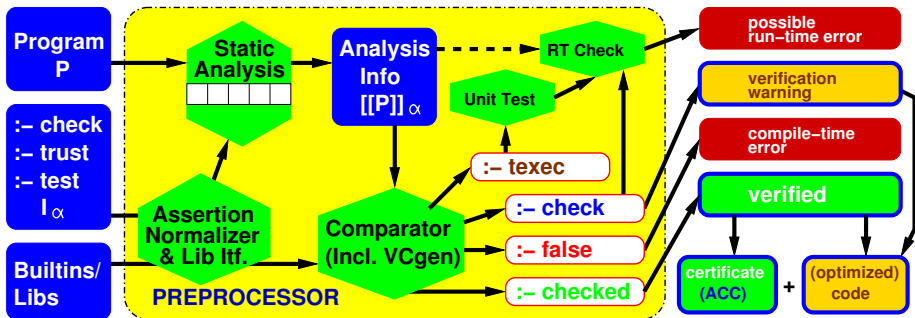 Program
P
:– check
:– trust
:– test
I α
Builtins/
Libs
Static
Analysis
Assertion
Normalizer
& Lib Itf.
PREPROCESSOR
Analysis
Info
[[P]] α
Comparator
(Incl. VCgen)
RT Check
Unit Test
:– texec
:– check
:– false
:– checked
possible
run–time error
verification
warning
compile–time
error
verified
certificate
(ACC)
+
(optimized)
code